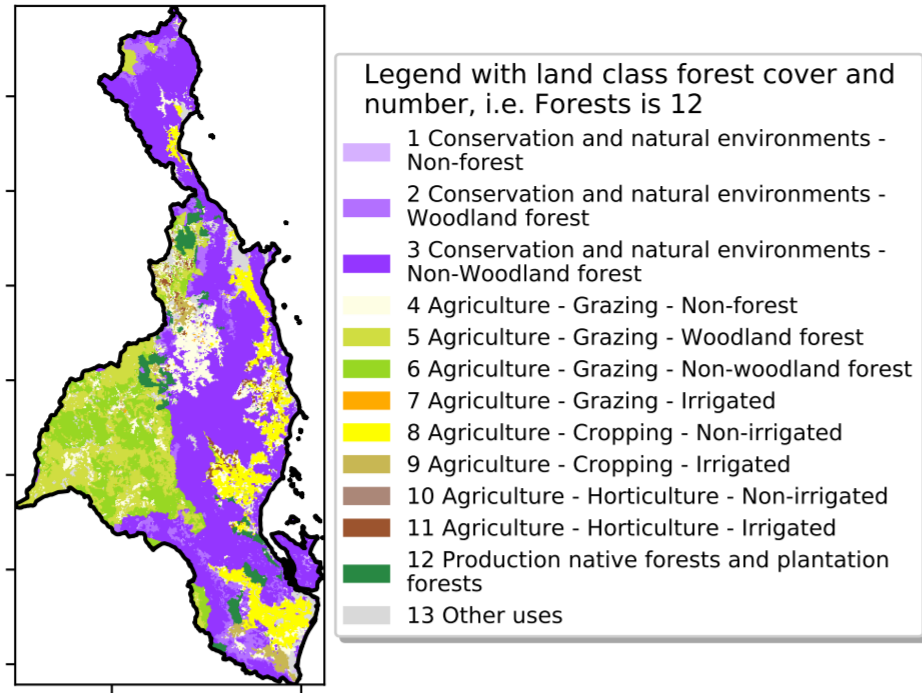 Legend with land class forest cover and
number, i.e. Forests is 12
1 Conservation and natural environments -
Non-forest
2 Conservation and natural environments -
Woodland forest
3 Conservation and natural environments -
Non-Woodland forest
4 Agriculture - Grazing - Non-forest
5 Agriculture - Grazing - Woodland forest
6 Agriculture - Grazing - Non-woodland forest
7 Agriculture - Grazing - Irrigated
8 Agriculture - Cropping - Non-irrigated
9 Agriculture - Cropping - Irrigated
10 Agriculture - Horticulture - Non-irrigated
11 Agriculture - Horticulture - Irrigated
12 Production native forests and plantation
forests
13 Other uses